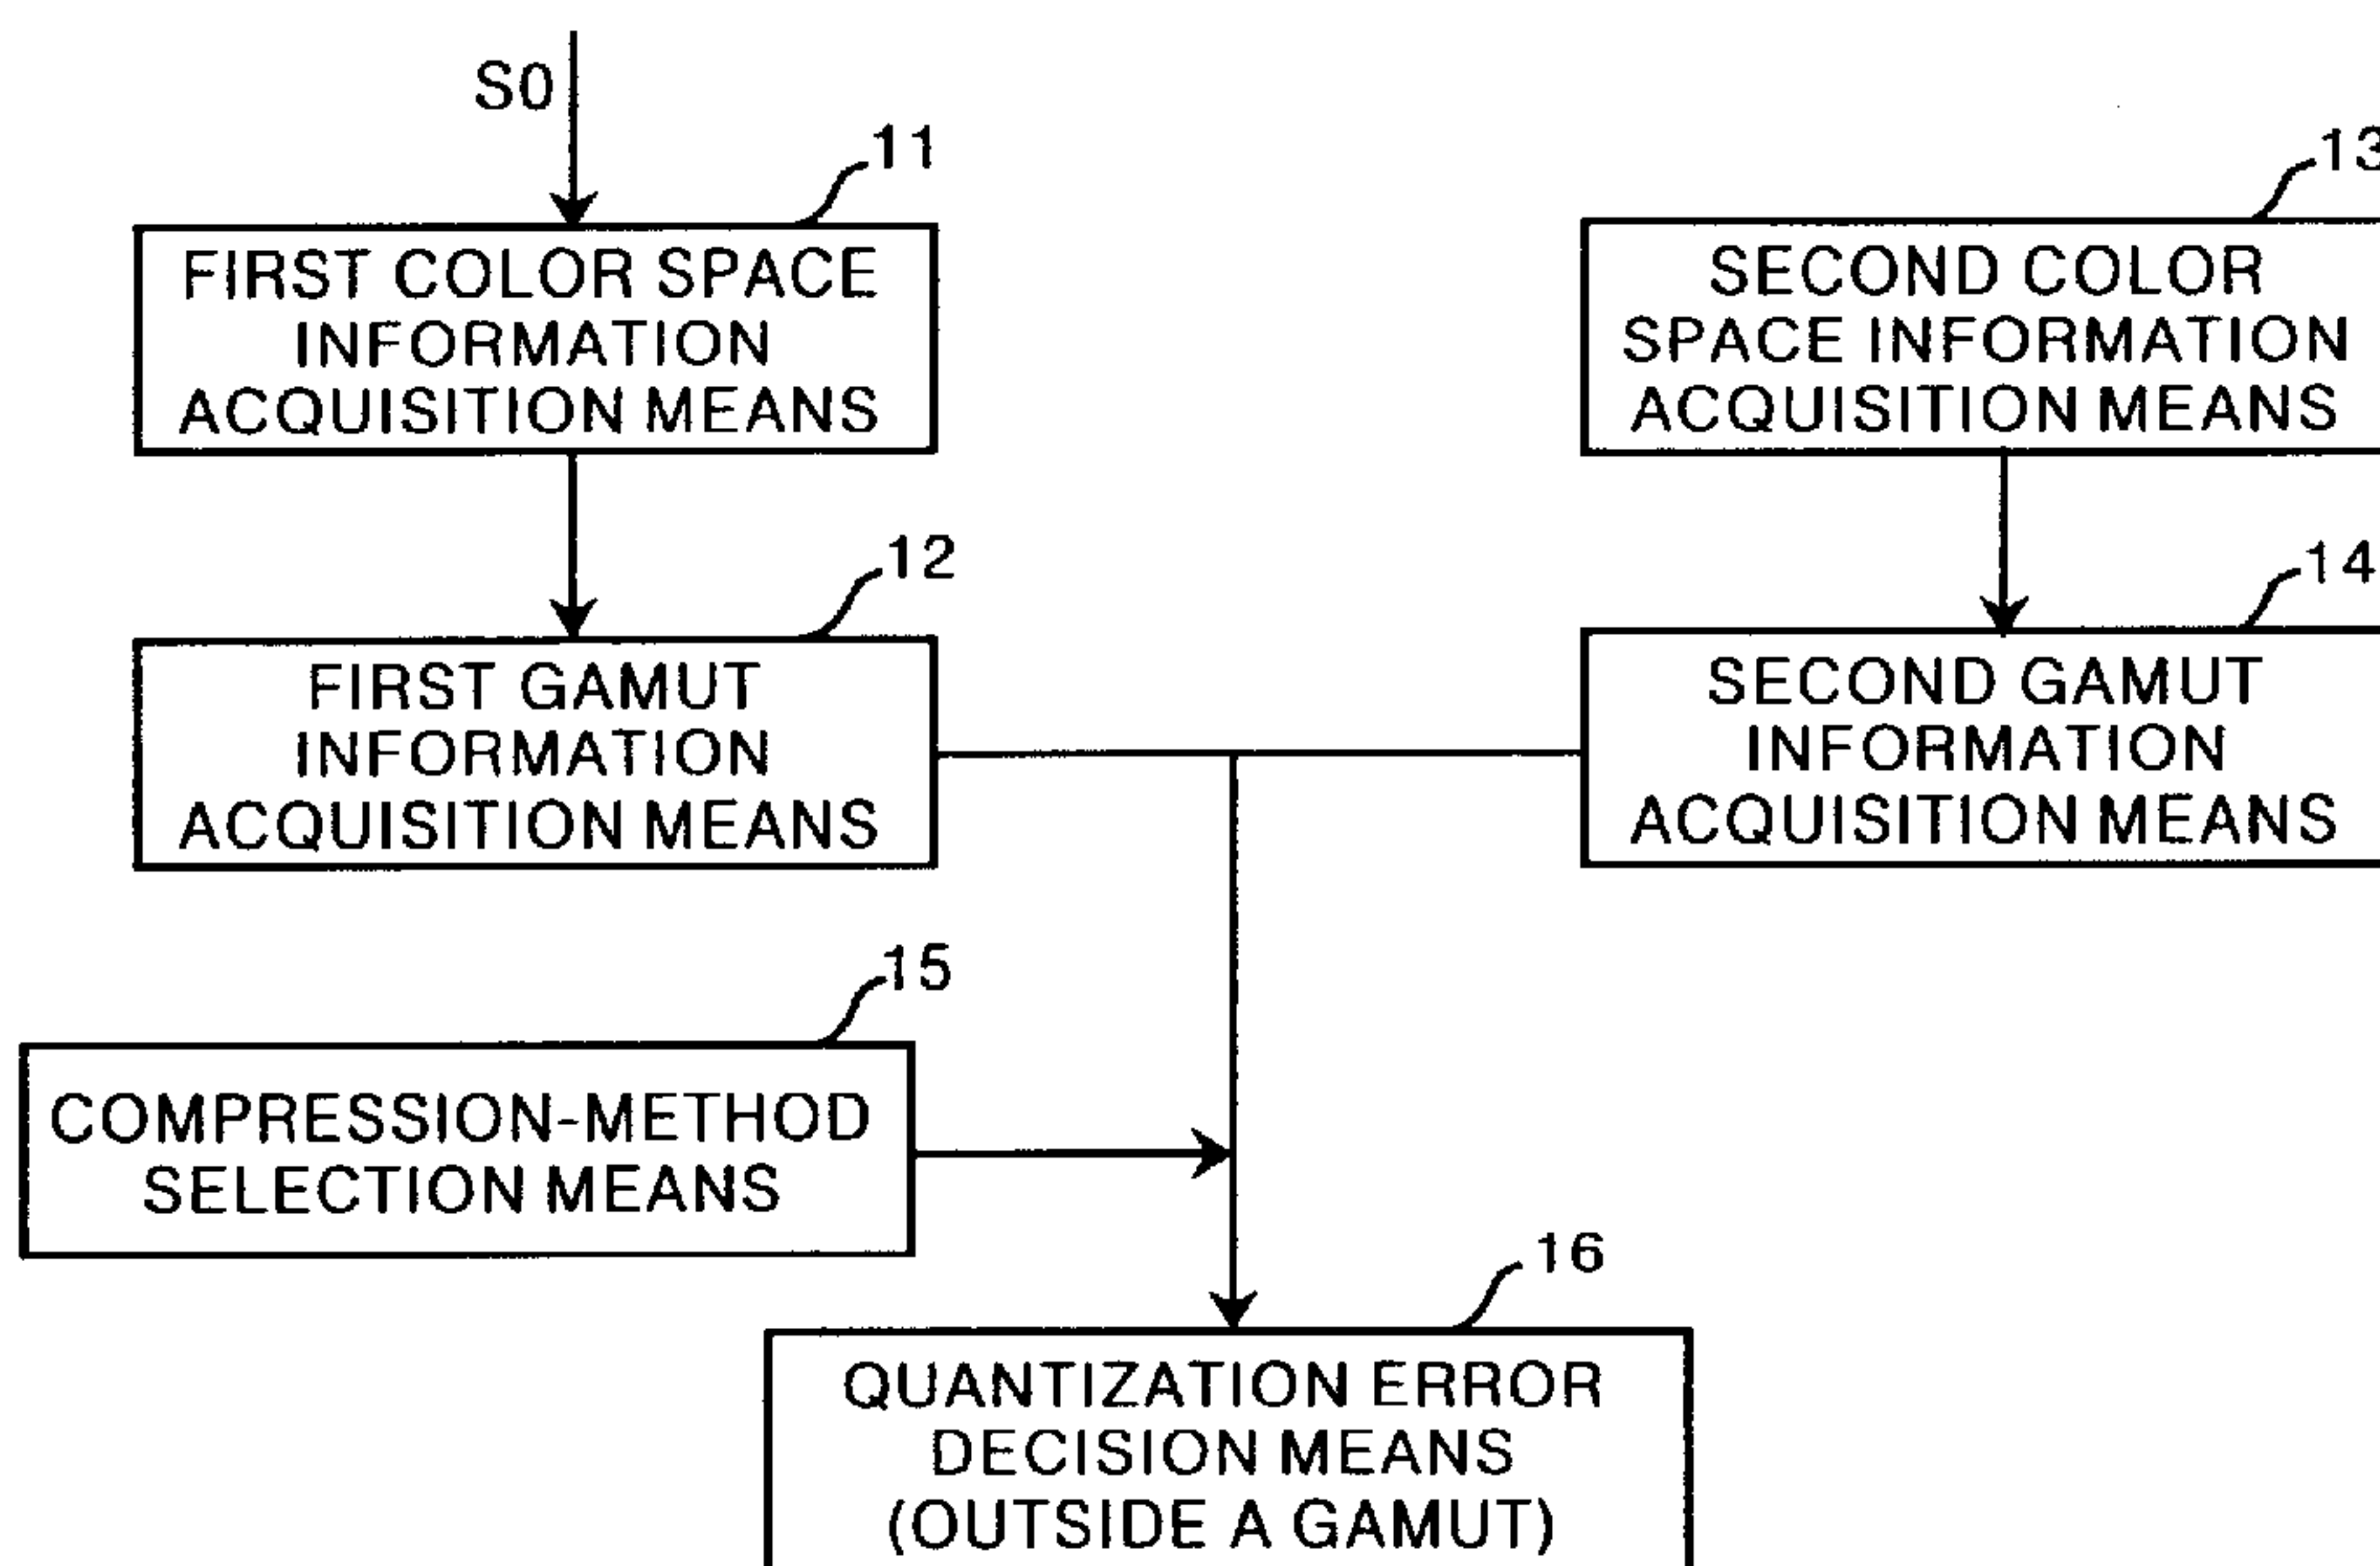 S0
11
FIRST COLOR SPACE
INFORMATION
ACQUISITION MEANS
13
SECOND COLOR
SPACE INFORMATION
ACQUISITION MEANS
12
FIRST GAMUT
INFORMATION
ACQUISITION MEANS
14
SECOND GAMUT
INFORMATION
ACQUISITION MEANS
15
COMPRESSION-METHOD
SELECTION MEANS
16
QUANTIZATION ERROR
DECISION MEANS
(OUTSIDE A GAMUT)